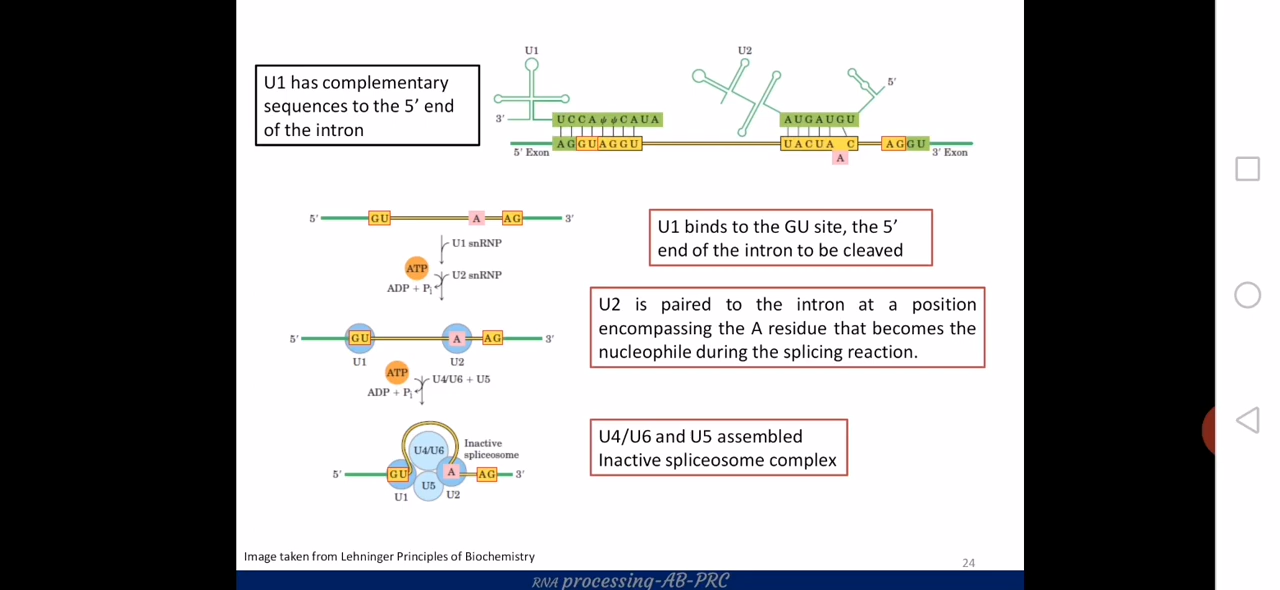 U1 has complementary
sequences to the 5’ end
of the intron
U1
U2
5′
3′
UCCAψψCAUA
AUGAUGU
5′ Exon
AGGUAGGU
UACUA C
A
AGGU
3′ Exon
5′
GU
A
AG
3′
U1 snRNP
ATP
U2 snRNP
ADP + Pi
5′
GU
A
AG
3′
U1
U2
ATP
U4/U6 + U5
ADP + Pi
U4/U6
Inactive
spliceosome
5′
GU
A
AG
3′
U5
U1
U2
U1 binds to the GU site, the 5’
end of the intron to be cleaved
U2 is paired to the intron at a position
encompassing the A residue that becomes the
nucleophile during the splicing reaction.
U4/U6 and U5 assembled
Inactive spliceosome complex
Image taken from Lehninger Principles of Biochemistry
24
RNA processing-AB-PRC